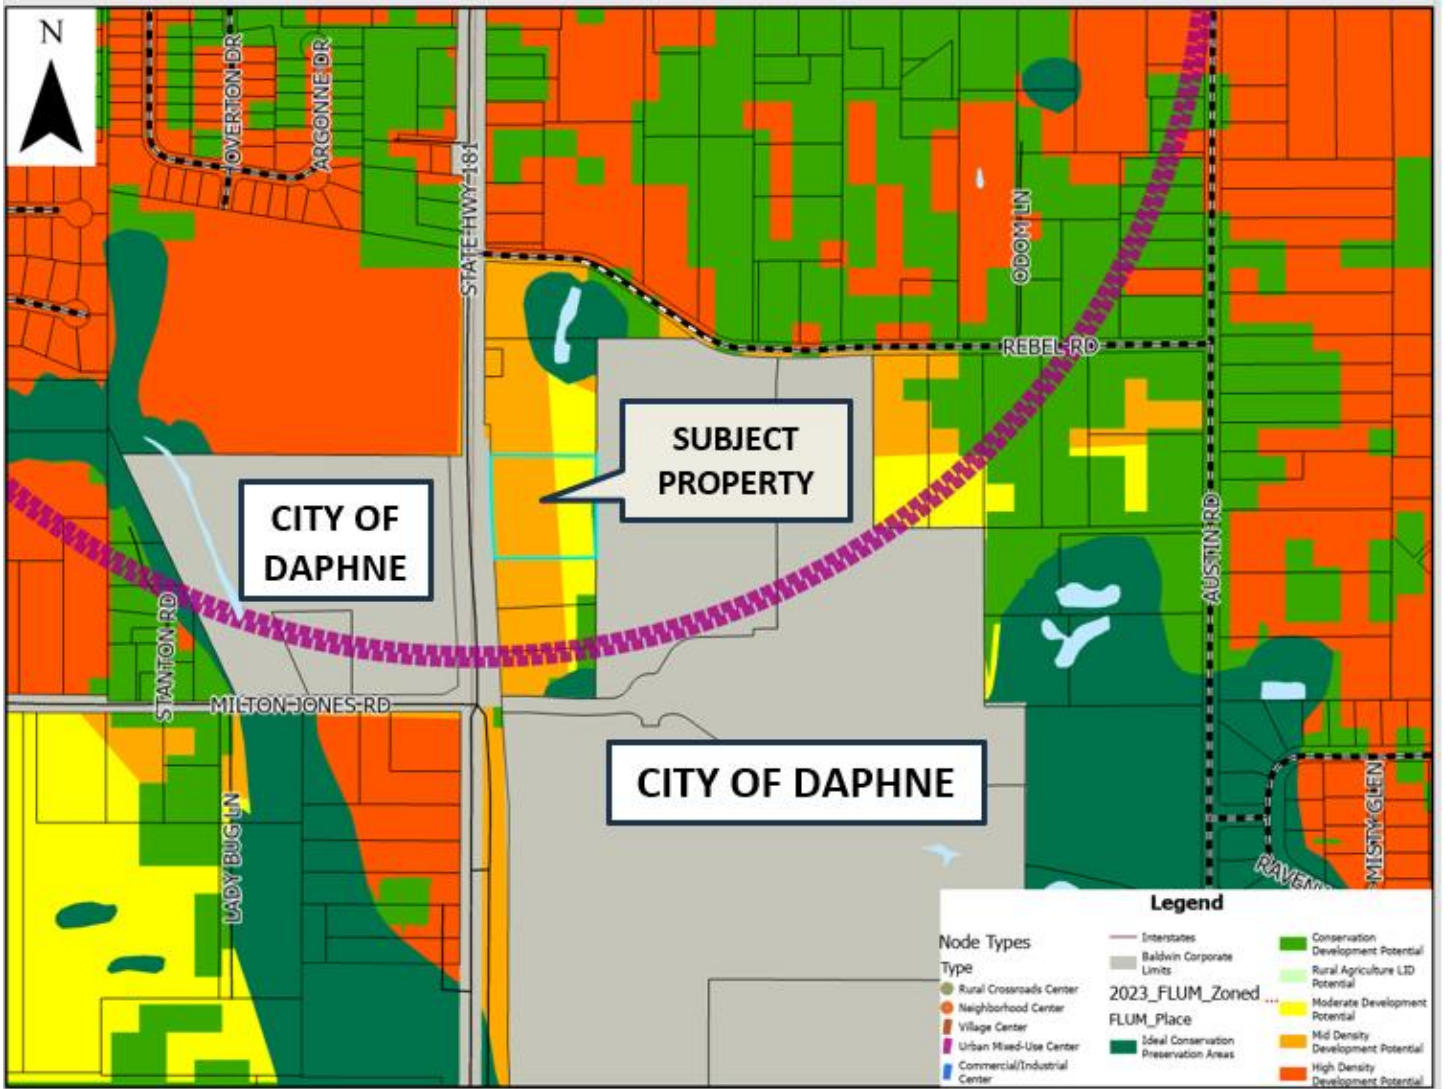 N
OVERTON DR
ARGONNE DR
STATE HWY 181
ODOM LN
REBEL RD
SUBJECT
PROPERTY
CITY OF
DAPHNE
AUSTIN RD
STANTON RD
MILTON JONES RD
CITY OF DAPHNE
LADY BUG LN
MISTY GLEN
RAVEN
Legend
Node Types
Type
Rural Crossroads Center
Neighborhood Center
Village Center
Urban Mixed-Use Center
Commercial/Industrial
Center
Interstates
Baldwin Corporate
Limits
2023_FLUM_Zoned ...
FLUM_Place
Ideal Conservation
Preservation Areas
Conservation
Development Potential
Rural Agriculture LID
Potential
Moderate Development
Potential
Mid Density
Development Potential
High Density
Development Potential